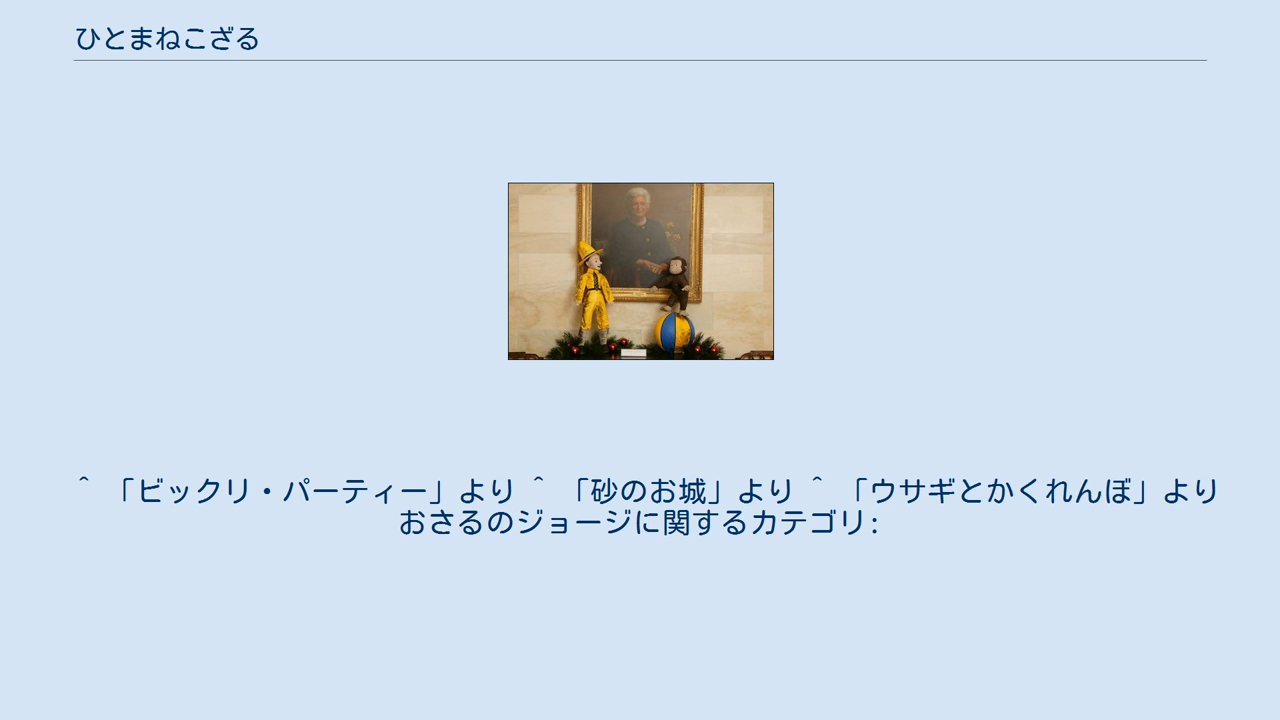 ひとまねこざる
＾ 「ビックリ・パーティー」より ＾ 「砂のお城」より ＾ 「ウサギとかくれんぼ」より
おさるのジョージに関するカテゴリ: